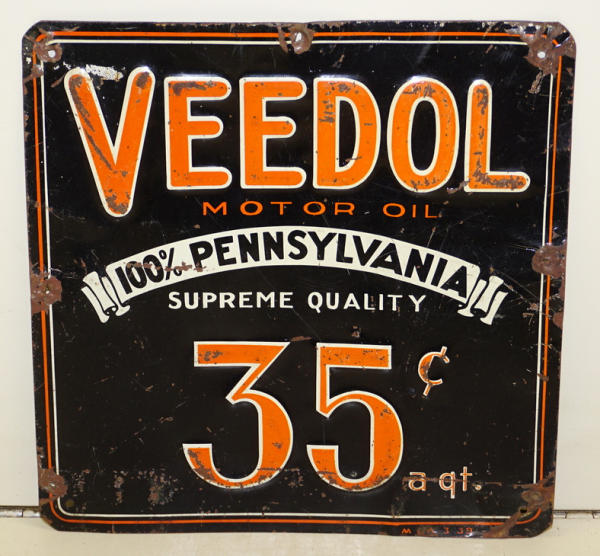 VEEDOL
MOTOR OIL
100% PENNSYLVANIA
SUPREME QUALITY
35¢
a qt.